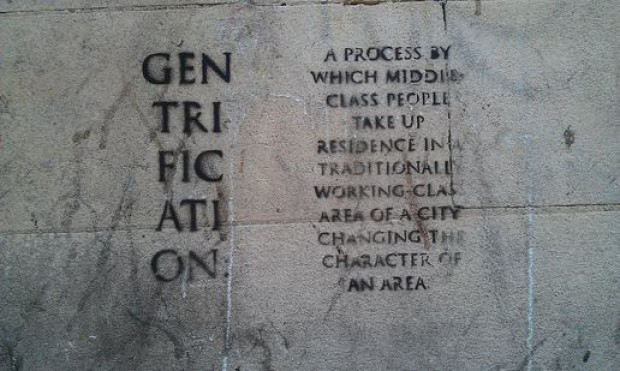 GEN
TRI
FIC
ATI
ON.
A PROCESS BY
WHICH MIDDLE-
CLASS PEOPLE
TAKE UP
RESIDENCE IN A
TRADITIONALLY
WORKING-CLAS
AREA OF A CITY
CHANGING THE
CHARACTER OF
AN AREA